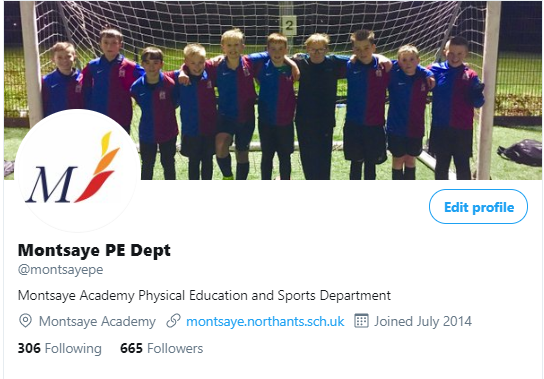 2
M
Edit profile
Montsaye PE Dept
@montsayepe
Montsaye Academy Physical Education and Sports Department
Montsaye Academy montsaye.northants.sch.uk Joined July 2014
306 Following 665 Followers